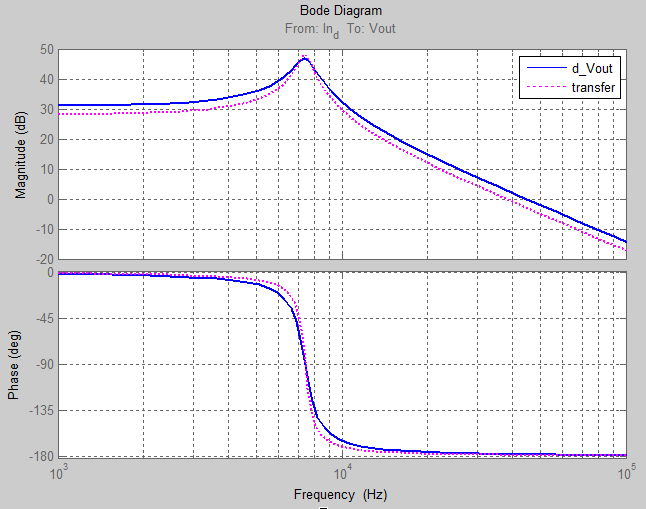 Bode Diagram
From: In_d To: Vout
50
40
30
20
10
0
-10
-20
Magnitude (dB)
d_Vout
transfer
0
-45
-90
-135
-180
Phase (deg)
10^3
10^4
10^5
Frequency (Hz)